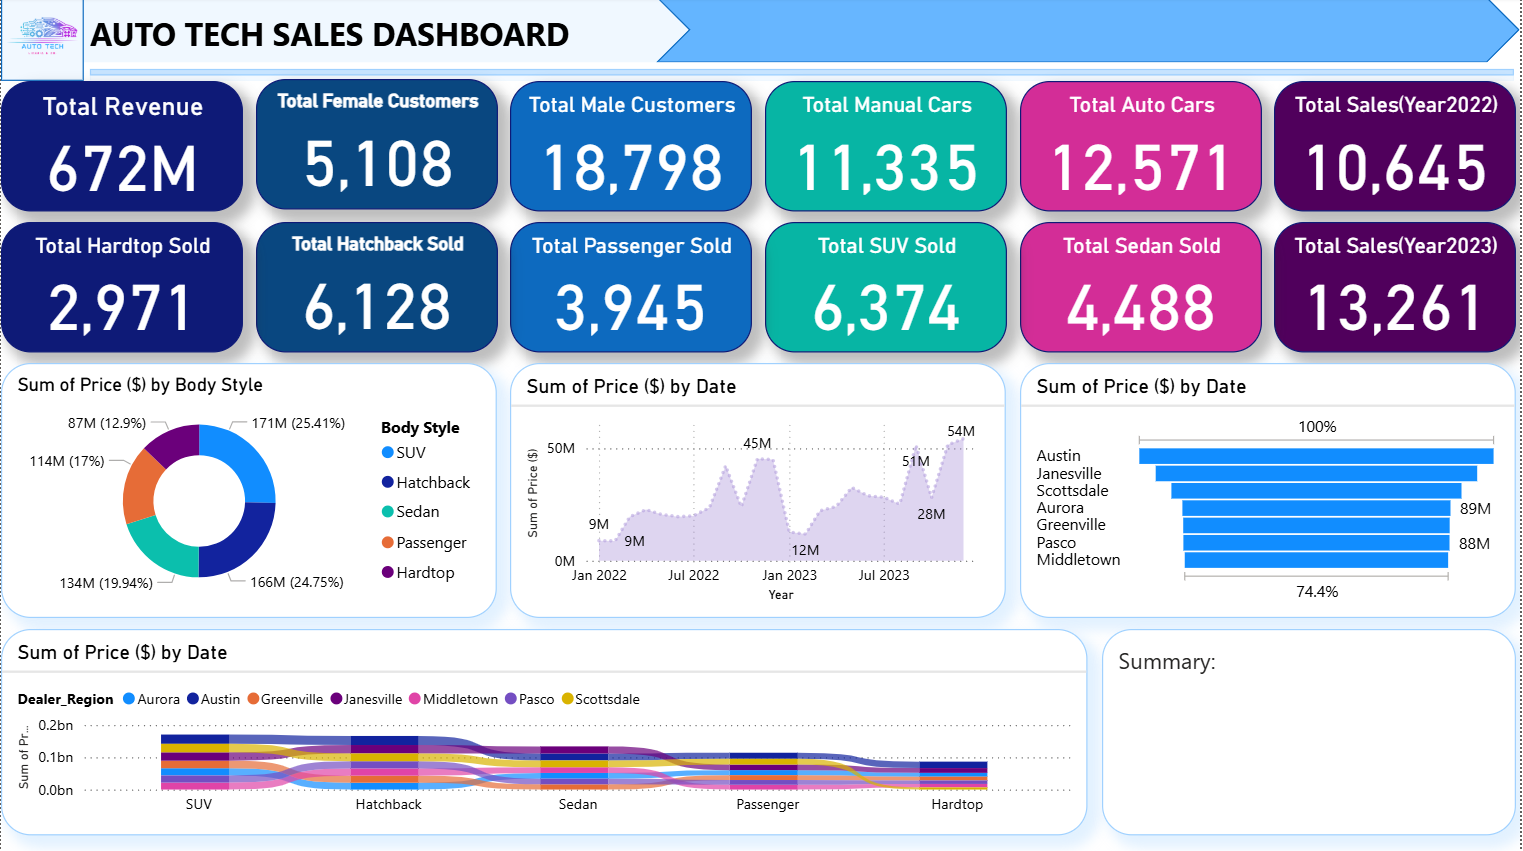 AUTO TECH
AUTO TECH SALES DASHBOARD
Total Revenue
672M
Total Female Customers
5,108
Total Male Customers
18,798
Total Manual Cars
11,335
Total Auto Cars
12,571
Total Sales(Year2022)
10,645
Total Hardtop Sold
2,971
Total Hatchback Sold
6,128
Total Passenger Sold
3,945
Total SUV Sold
6,374
Total Sedan Sold
4,488
Total Sales(Year2023)
13,261
Sum of Price ($) by Body Style
87M (12.9%)
171M (25.41%)
114M (17%)
134M (19.94%)
166M (24.75%)
Body Style
SUV
Hatchback
Sedan
Passenger
Hardtop
Sum of Price ($) by Date
Sum of Price ($)
50M
0M
9M
9M
45M
12M
51M
28M
54M
Jan 2022
Jul 2022
Jan 2023
Jul 2023
Year
Sum of Price ($) by Date
100%
Austin
Janesville
Scottsdale
Aurora
89M
Greenville
Pasco
88M
Middletown
74.4%
Sum of Price ($) by Date
Dealer_Region Aurora Austin Greenville Janesville Middletown Pasco Scottsdale
Sum of Pr...
0.2bn
0.1bn
0.0bn
SUV
Hatchback
Sedan
Passenger
Hardtop
Summary: